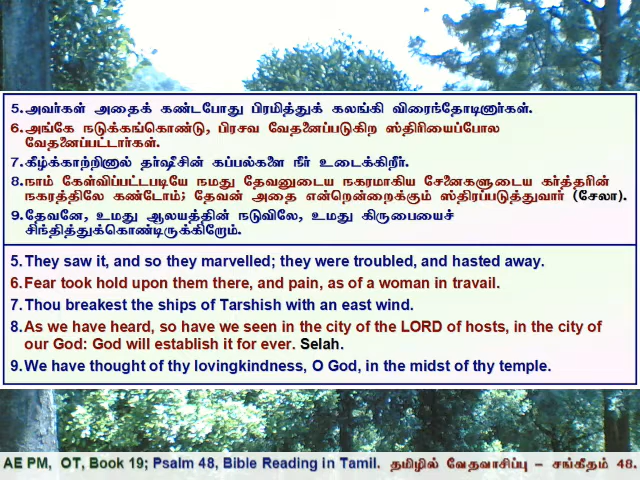 5. அவர்கள் அதைக் கண்டபோது பிரமித்துக் கலங்கி விரைந்தோடினார்கள்.
6. அங்கே நடுக்கங்கொண்டு, பிரசவ வேதனைப்படுகிற ஸ்திரியைப்போல
வேதனைப்பட்டார்கள்.
7. கீழ்க்காற்றினால் தர்ஷீசின் கப்பல்களை நீர் உடைக்கிறீர்.
8. நாம் கேள்விப்பட்டபடியே நமது தேவனுடைய நகரமாகிய சேனைகளுடைய கர்த்தரின்
நகரத்திலே கண்டோம்; தேவன் அதை என்றென்றைக்கும் ஸ்திரப்படுத்துவார் (சேலா).
9. தேவனே, உமது ஆலயத்தின் நடுவிலே, உமது கிருபையைச்
சிந்தித்துக்கொண்டிருக்கிறோம்.
5. They saw it, and so they marvelled; they were troubled, and hasted away.
6. Fear took hold upon them there, and pain, as of a woman in travail.
7. Thou breakest the ships of Tarshish with an east wind.
8. As we have heard, so have we seen in the city of the LORD of hosts, in the city of
our God: God will establish it for ever. Selah.
9. We have thought of thy lovingkindness, O God, in the midst of thy temple.
AE PM, OT, Book 19; Psalm 48, Bible Reading in Tamil. தமிழில் வேதவாசிப்பு – சங்கீதம் 48.